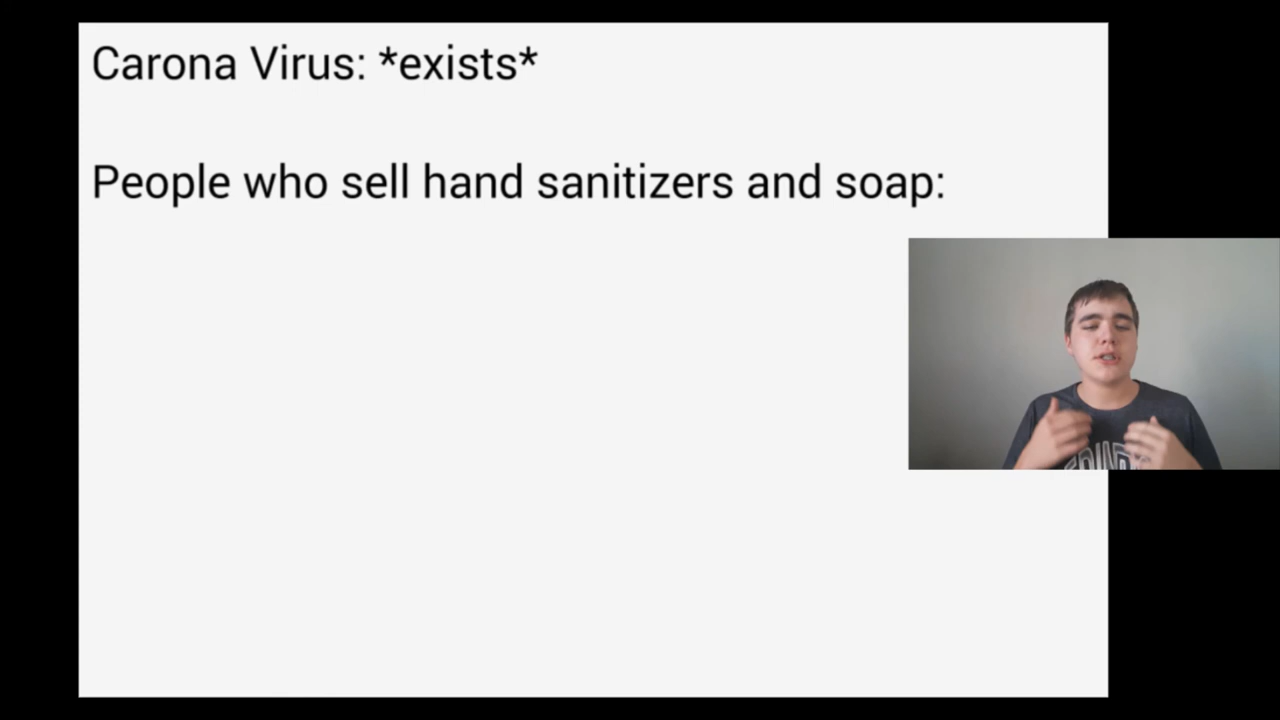 Carona Virus: *exists*
People who sell hand sanitizers and soap: